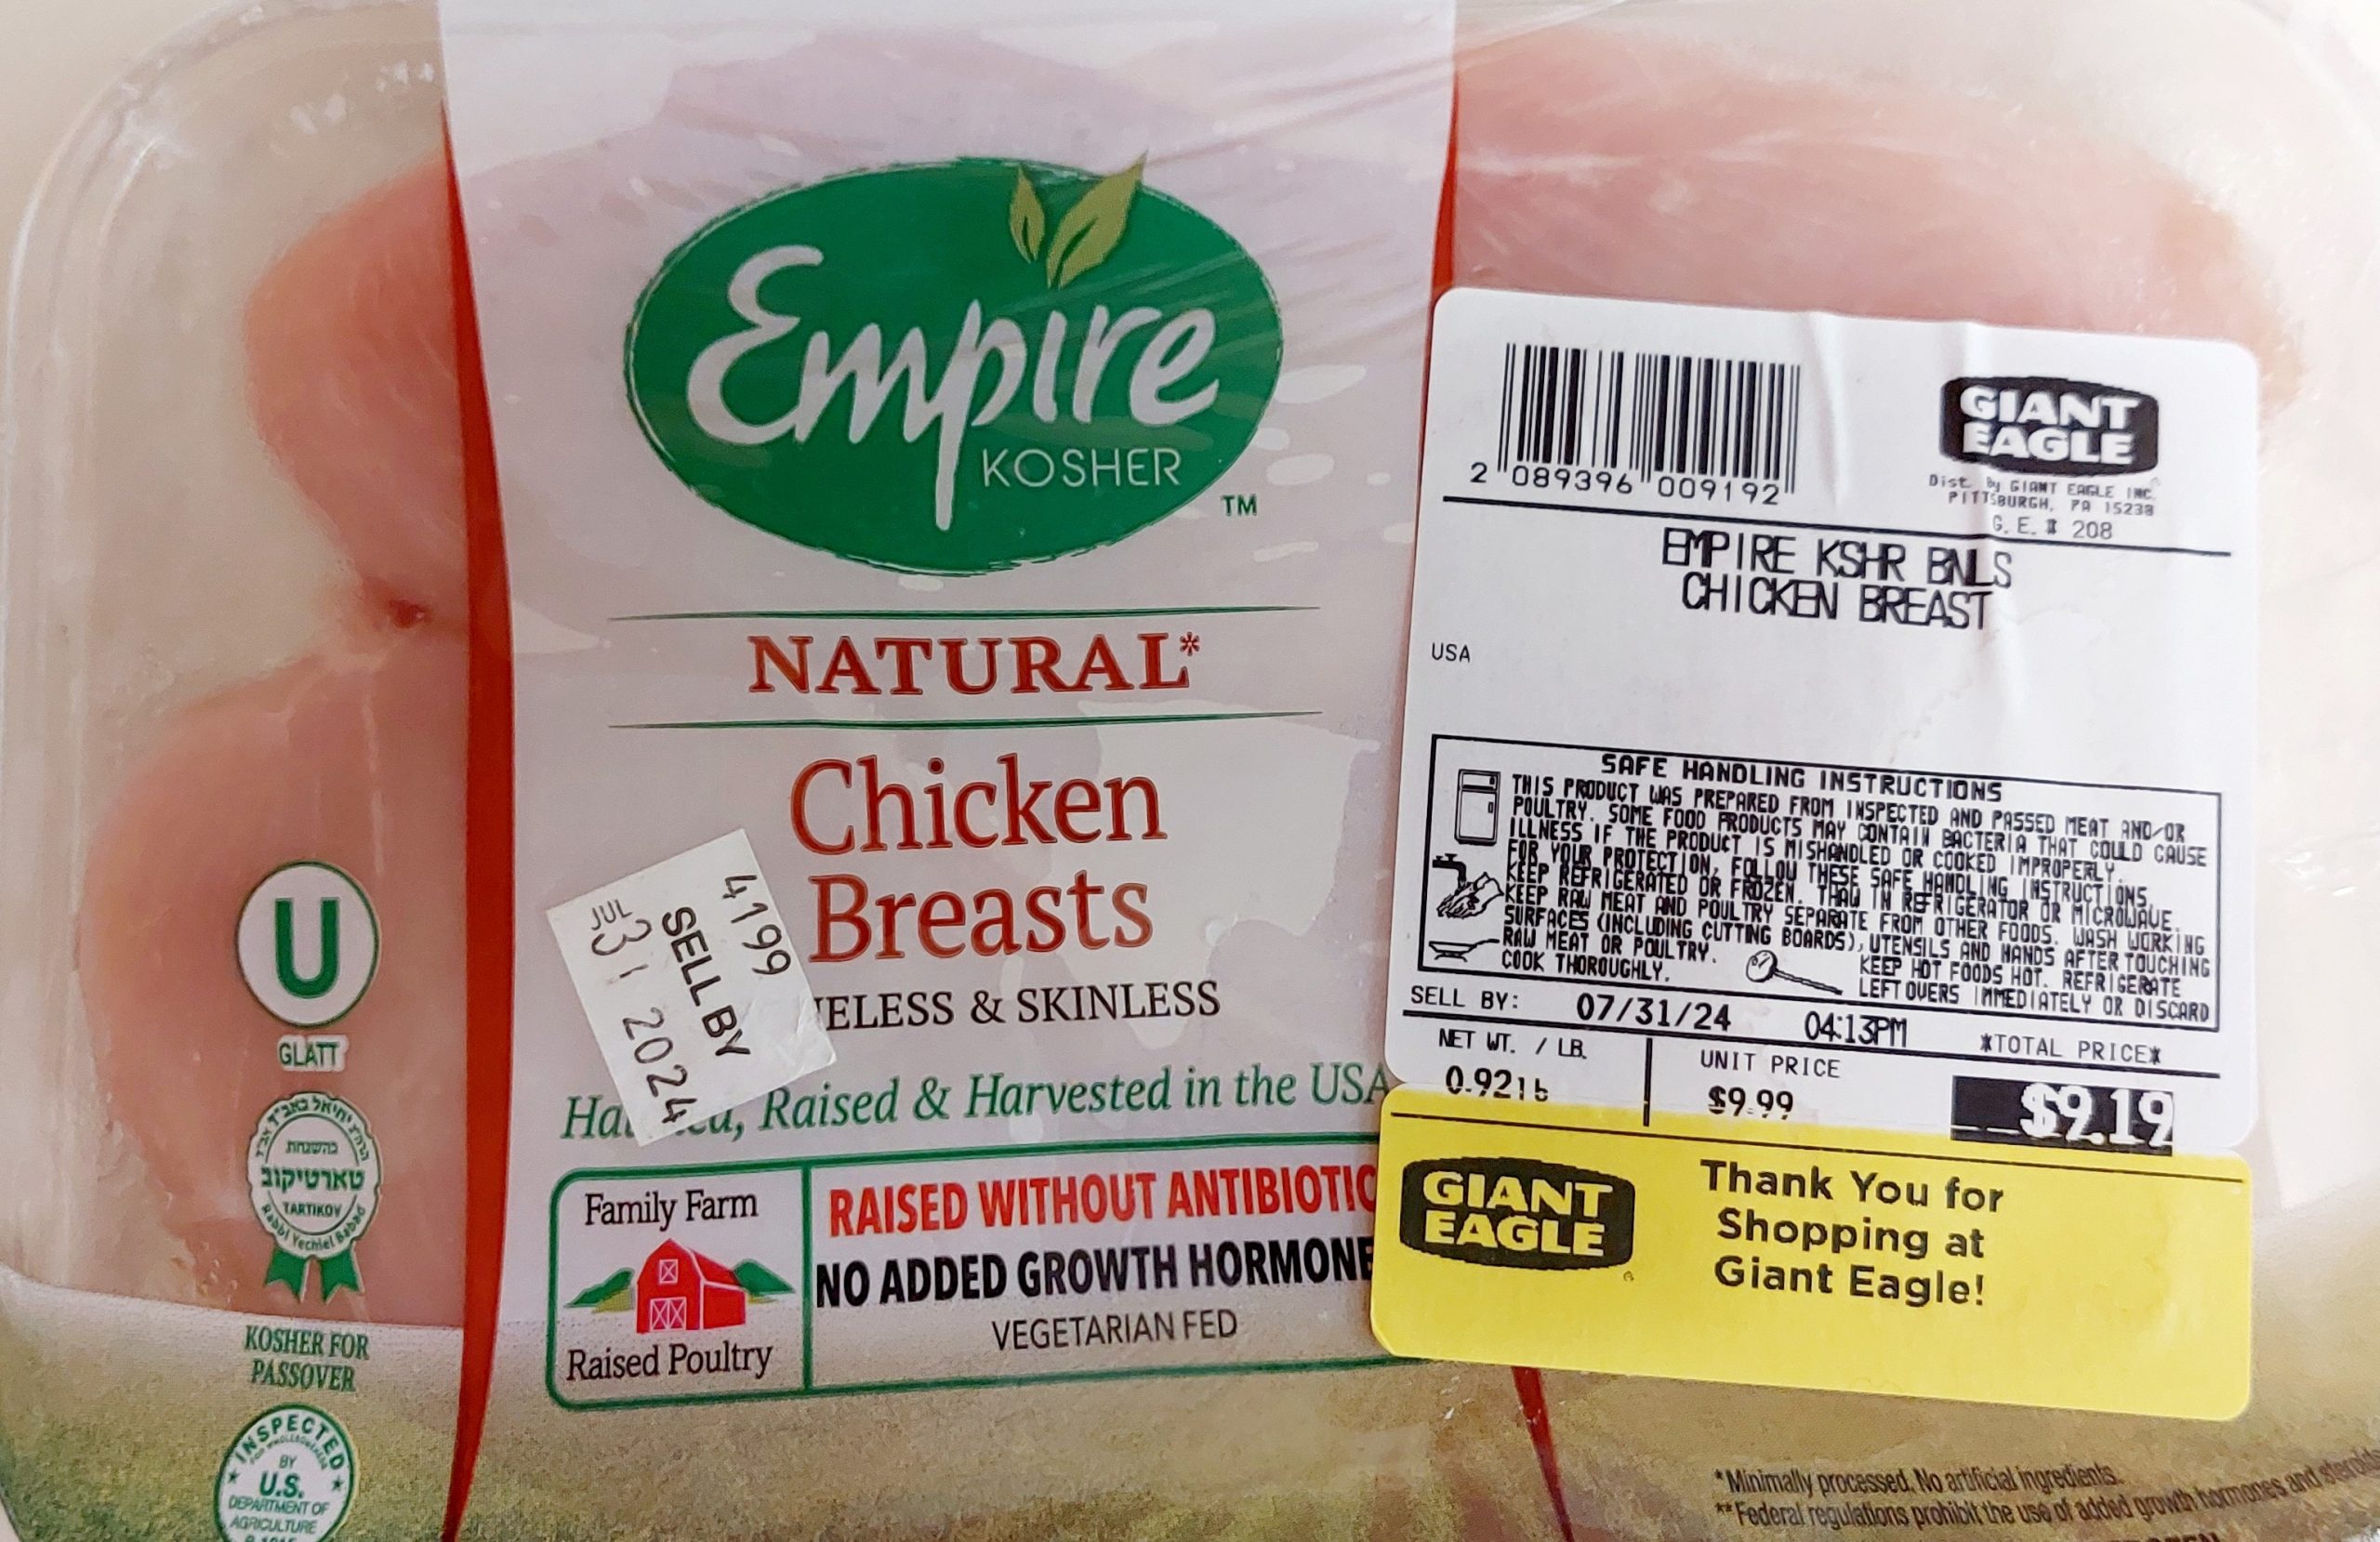 Empire
KOSHER
TM
NATURAL*
Chicken
Breasts
& SKINLESS
Raised & Harvested in the USA
4199
SELL BY
JUL 31 2024
Family Farm
Raised Poultry
RAISED WITHOUT
NO ADDED GROWTH
VEGETARIAN FED
U
GLATT
בהשגחת
טארטיקוב
TARTIKOV
Rabbi Yechiel Babad
KOSHER FOR
PASSOVER
INSPECTED
BY
U.S.
DEPARTMENT OF
AGRICULTURE
2 089396 009192
GIANT
EAGLE
Dist. By GIANT EAGLE INC.
PITTSBURGH, PA 15238
G.E.# 208
EMPIRE KSHR BNLS
CHICKEN BREAST
USA
SAFE HANDLING INSTRUCTIONS
THIS PRODUCT WAS PREPARED FROM INSPECTED AND PASSED MEAT AND/OR
POULTRY. SOME FOOD PRODUCTS MAY CONTAIN BACTERIA THAT COULD CAUSE
ILLNESS IF THE PRODUCT IS MISHANDLED OR COOKED IMPROPERLY.
FOR YOUR PROTECTION, FOLLOW THESE SAFE HANDLING INSTRUCTIONS.
KEEP REFRIGERATED OR FROZEN. THAW IN REFRIGERATOR OR MICROWAVE.
KEEP RAW MEAT AND POULTRY SEPARATE FROM OTHER FOODS. WASH WORKING
SURFACES (INCLUDING CUTTING BOARDS), UTENSILS AND HANDS AFTER TOUCHING
RAW MEAT OR POULTRY.
COOK THOROUGHLY.
KEEP HOT FOODS HOT. REFRIGERATE
LEFTOVERS IMMEDIATELY OR DISCARD
SELL BY: 07/31/24 04:13PM
NET WT. / LB.
0.92lb
UNIT PRICE
$9.99
*TOTAL PRICE*
$9.19
GIANT
EAGLE
Thank You for
Shopping at
Giant Eagle!
*Minimally processed. No artificial ingredients.
**Federal regulations prohibit the use of added growth hormones and steroids